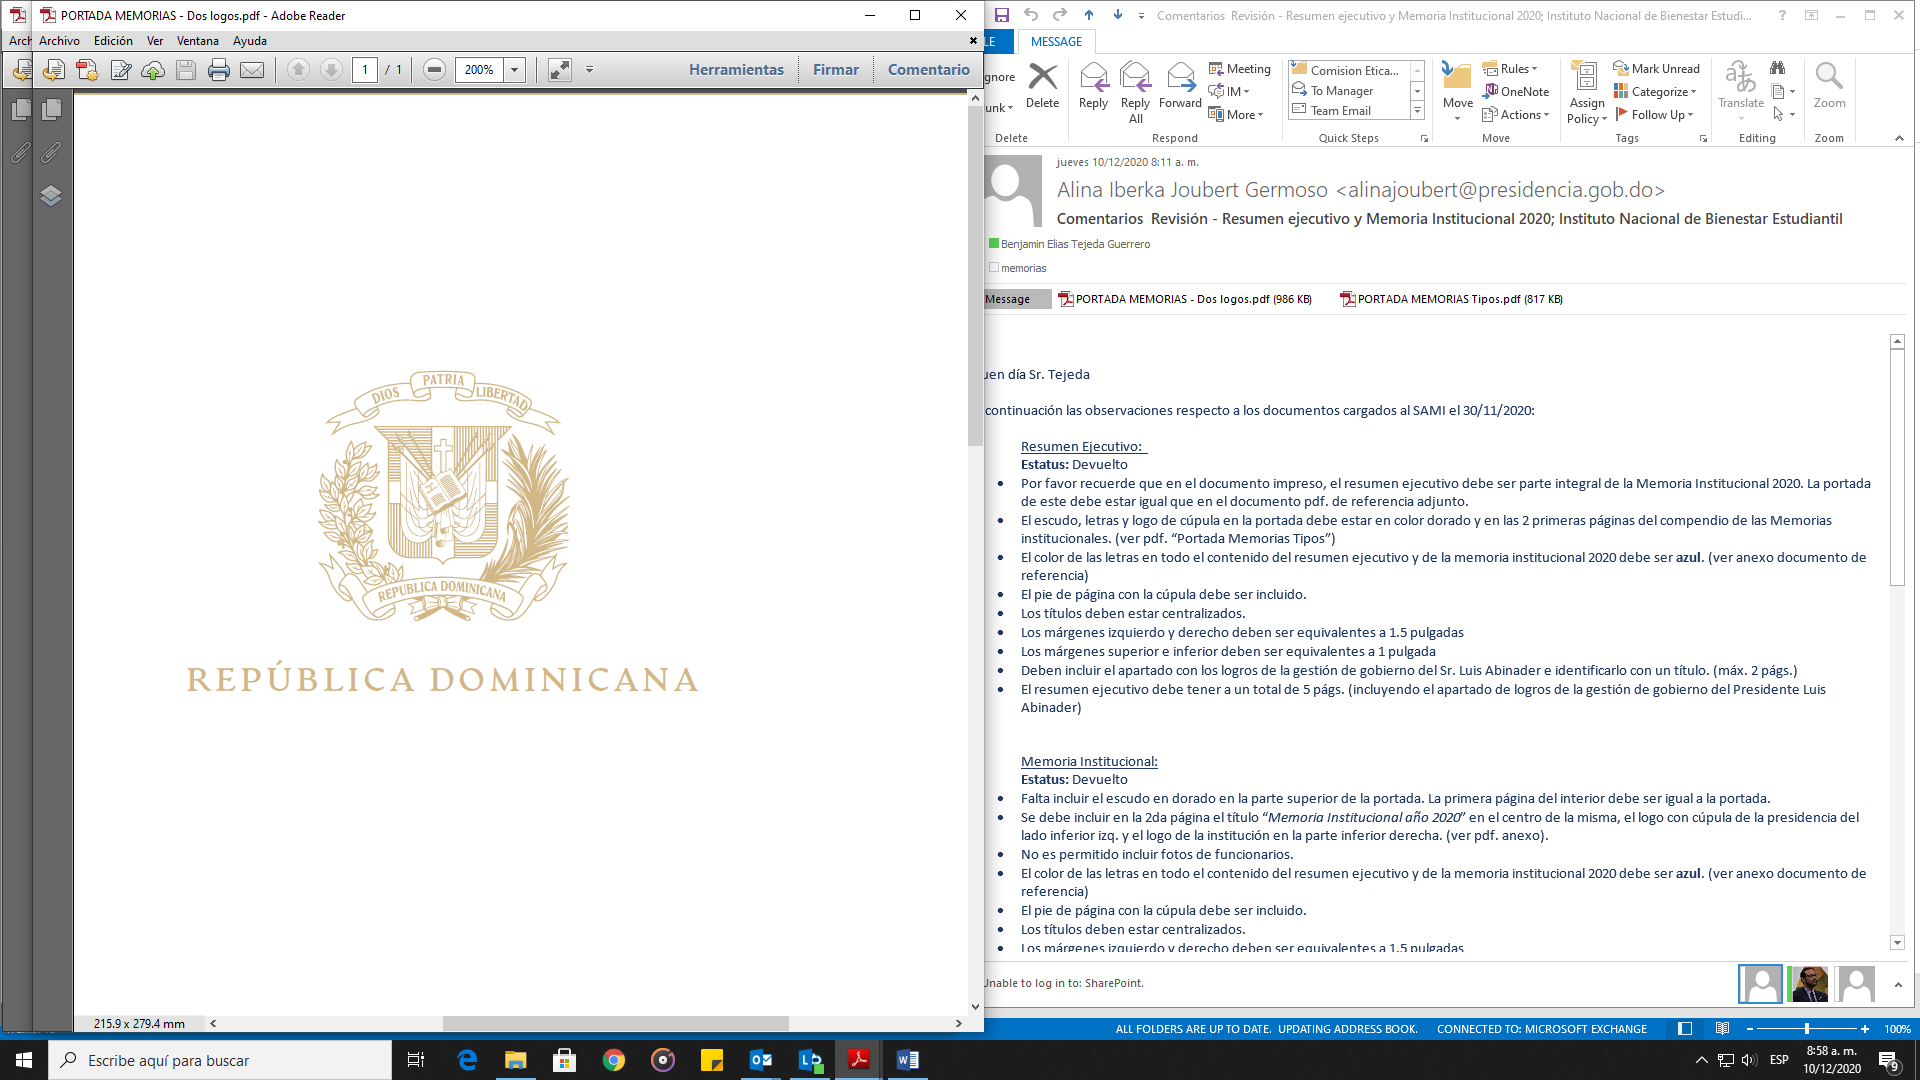 PORTADA MEMORIAS - Dos logos.pdf - Adobe Reader
Arch
Archivo Edición Ver Ventana Ayuda
1 / 1
200%
Herramientas Firmar Comentario
DIOS PATRIA LIBERTAD
REPUBLICA DOMINICANA
REPÚBLICA DOMINICANA
215.9 x 279.4 mm
Comentarios Revisión - Resumen ejecutivo y Memoria Institucional 2020; Instituto Nacional de Bienestar Estudi...
LE MESSAGE
gnore
unk
Delete
Delete
Reply
Reply All
Forward
Meeting
IM
More
Respond
Comision Etica...
To Manager
Team Email
Quick Steps
Move
Rules
OneNote
Actions
Move
Assign Policy
Mark Unread
Categorize
Follow Up
Tags
Translate
Editing
Zoom
Zoom
jueves 10/12/2020 8:11 a. m.
Alina Iberka Joubert Germoso <alinajoubert@presidencia.gob.do>
Comentarios Revisión - Resumen ejecutivo y Memoria Institucional 2020; Instituto Nacional de Bienestar Estudiantil
Benjamin Elias Tejeda Guerrero
memorias
Message PORTADA MEMORIAS - Dos logos.pdf (986 KB) PORTADA MEMORIAS Tipos.pdf (817 KB)
uen día Sr. Tejeda
continuación las observaciones respecto a los documentos cargados al SAMI el 30/11/2020:
Resumen Ejecutivo:
Estatus: Devuelto
• Por favor recuerde que en el documento impreso, el resumen ejecutivo debe ser parte integral de la Memoria Institucional 2020. La portada
de este debe estar igual que en el documento pdf. de referencia adjunto.
• El escudo, letras y logo de cúpula en la portada debe estar en color dorado y en las 2 primeras páginas del compendio de las Memorias
institucionales. (ver pdf. “Portada Memorias Tipos”)
• El color de las letras en todo el contenido del resumen ejecutivo y de la memoria institucional 2020 debe ser azul. (ver anexo documento de
referencia)
• El pie de página con la cúpula debe ser incluido.
• Los títulos deben estar centralizados.
• Los márgenes izquierdo y derecho deben ser equivalentes a 1.5 pulgadas
• Los márgenes superior e inferior deben ser equivalentes a 1 pulgada
• Deben incluir el apartado con los logros de la gestión de gobierno del Sr. Luis Abinader e identificarlo con un título. (máx. 2 págs.)
• El resumen ejecutivo debe tener a un total de 5 págs. (incluyendo el apartado de logros de la gestión de gobierno del Presidente Luis
Abinader)
Memoria Institucional:
Estatus: Devuelto
• Falta incluir el escudo en dorado en la parte superior de la portada. La primera página del interior debe ser igual a la portada.
• Se debe incluir en la 2da página el título “Memoria Institucional año 2020” en el centro de la misma, el logo con cúpula de la presidencia del
lado inferior izq. y el logo de la institución en la parte inferior derecha. (ver pdf. anexo).
• No es permitido incluir fotos de funcionarios.
• El color de las letras en todo el contenido del resumen ejecutivo y de la memoria institucional 2020 debe ser azul. (ver anexo documento de
referencia)
• El pie de página con la cúpula debe ser incluido.
• Los títulos deben estar centralizados.
• Los márgenes izquierdo y derecho deben ser equivalentes a 1.5 pulgadas
Unable to log in to: SharePoint.
ALL FOLDERS ARE UP TO DATE. UPDATING ADDRESS BOOK. CONNECTED TO: MICROSOFT EXCHANGE 100%
Escribe aquí para buscar
ESP
8:58 a. m.
10/12/2020
9